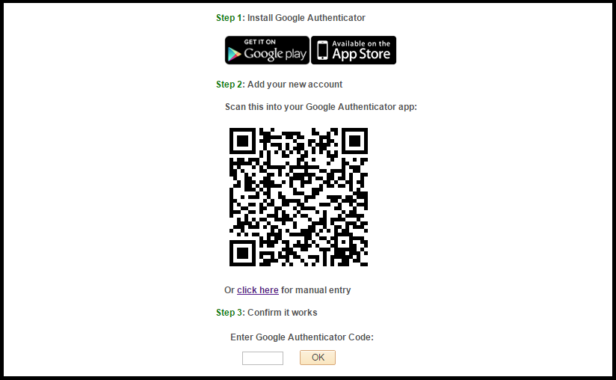 Step 1: Install Google Authenticator
GET IT ON
Google play
Available on the
App Store
Step 2: Add your new account
Scan this into your Google Authenticator app:
Or click here for manual entry
Step 3: Confirm it works
Enter Google Authenticator Code:
OK